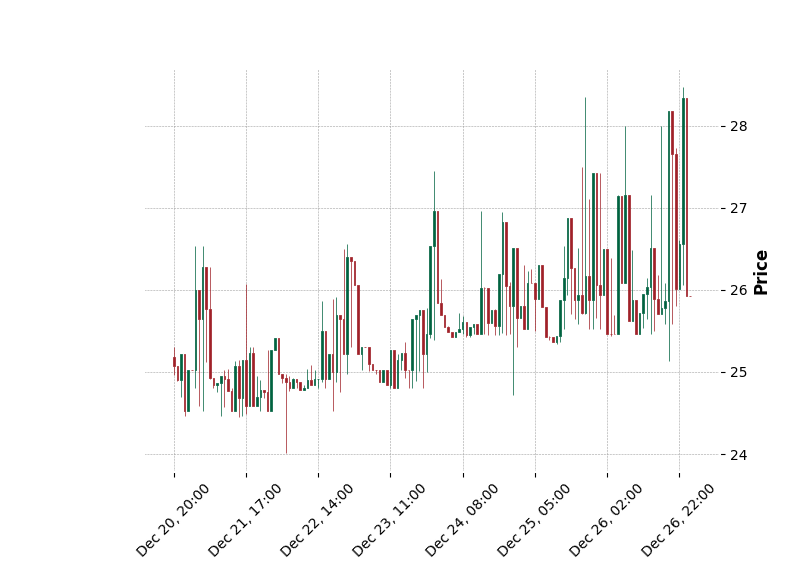 28
27
26
25
24
Price
Dec 20, 20:00
Dec 21, 17:00
Dec 22, 14:00
Dec 23, 11:00
Dec 24, 08:00
Dec 25, 05:00
Dec 26, 02:00
Dec 26, 22:00